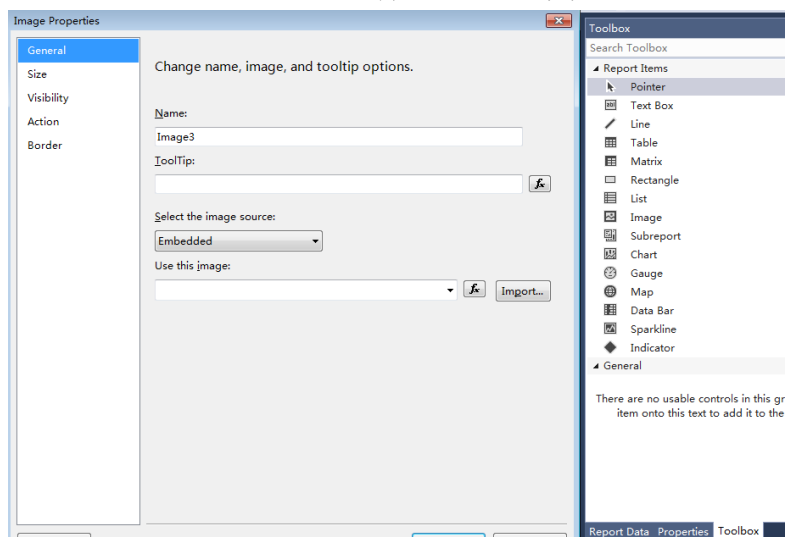 Image Properties
General
Size
Visibility
Action
Border
Change name, image, and tooltip options.
Name:
Image3
ToolTip:
fx
Select the image source:
Embedded
Use this image:
fx
Import...
Toolbox
Search Toolbox
Report Items
Pointer
Text Box
Line
Table
Matrix
Rectangle
List
Image
Subreport
Chart
Gauge
Map
Data Bar
Sparkline
Indicator
General
There are no usable controls in this gr
item onto this text to add it to the
Report Data Properties Toolbox